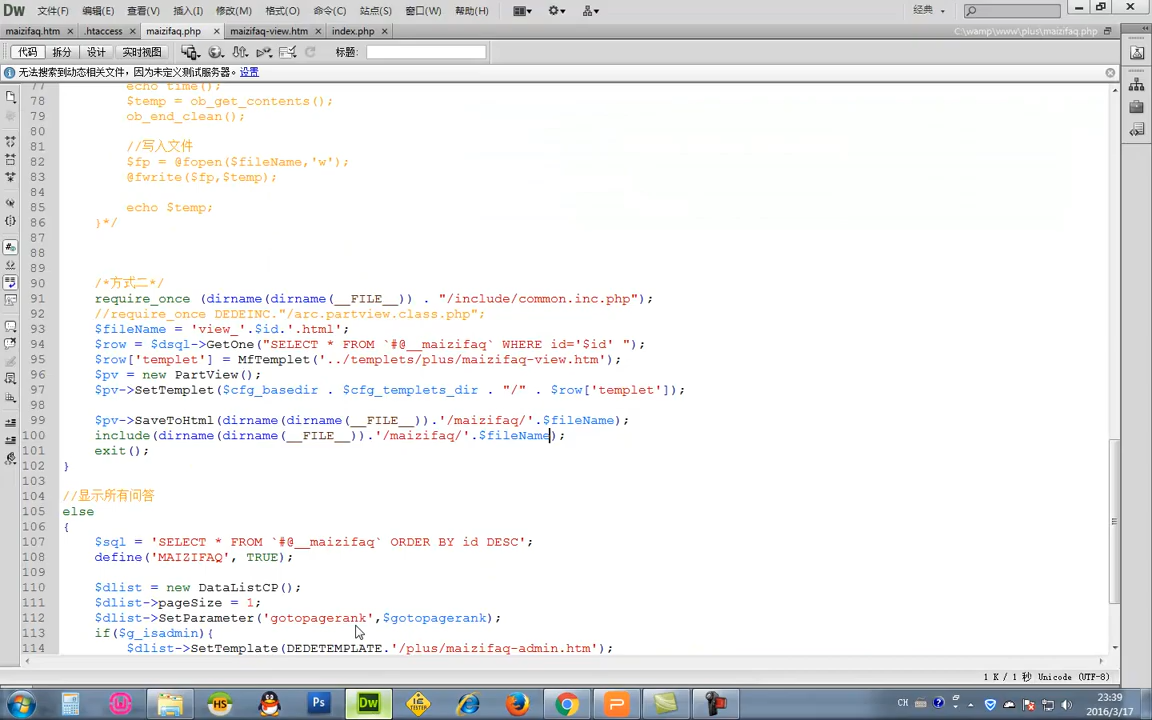 Dw 文件(F) 编辑(E) 查看(V) 插入(I) 修改(M) 格式(O) 命令(C) 站点(S) 窗口(W) 帮助(H) 经典
maizifaq.htm × .htaccess × maizifaq.php × maizifaq-view.htm × index.php × C:\wamp\www\plus\maizifaq.php
代码 拆分 设计 实时视图 标题:
无法搜索到动态相关文件，因为未定义测试服务器。 设置
77 echo time();
78 $temp = ob_get_contents();
79 ob_end_clean();
80
81 //写入文件
82 $fp = @fopen($fileName,'w');
83 @fwrite($fp,$temp);
84
85 echo $temp;
86 }*/
87
88
89
90 /*方式二*/
91 require_once (dirname(dirname(__FILE__)) . "/include/common.inc.php");
92 //require_once DEDEINC."/arc.partview.class.php";
93 $fileName = 'view_'.$id.'.html';
94 $row = $dsql->GetOne("SELECT * FROM `#@__maizifaq` WHERE id='$id' ");
95 $row['templet'] = MfTemplet('../templets/plus/maizifaq-view.htm');
96 $pv = new PartView();
97 $pv->SetTemplet($cfg_basedir . $cfg_templets_dir . "/" . $row['templet']);
98
99 $pv->SaveToHtml(dirname(dirname(__FILE__)).'/maizifaq/'.$fileName);
100 include(dirname(dirname(__FILE__)).'/maizifaq/'.$fileName);
101 exit();
102 }
103
104 //显示所有问答
105 else
106 {
107 $sql = 'SELECT * FROM `#@__maizifaq` ORDER BY id DESC';
108 define('MAIZIFAQ', TRUE);
109
110 $dlist = new DataListCP();
111 $dlist->pageSize = 1;
112 $dlist->SetParameter('gotopagerank',$gotopagerank);
113 if($g_isadmin){
114 $dlist->SetTemplate(DEDETEMPLATE.'/plus/maizifaq-admin.htm');
1 K / 1 秒 Unicode (UTF-8)
HS Ps Dw CH 23:39
2016/3/17